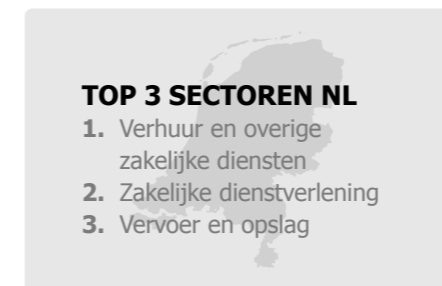 TOP 3 SECTOREN NL
1. Verhuur en overige
zakelijke diensten
2. Zakelijke dienstverlening
3. Vervoer en opslag